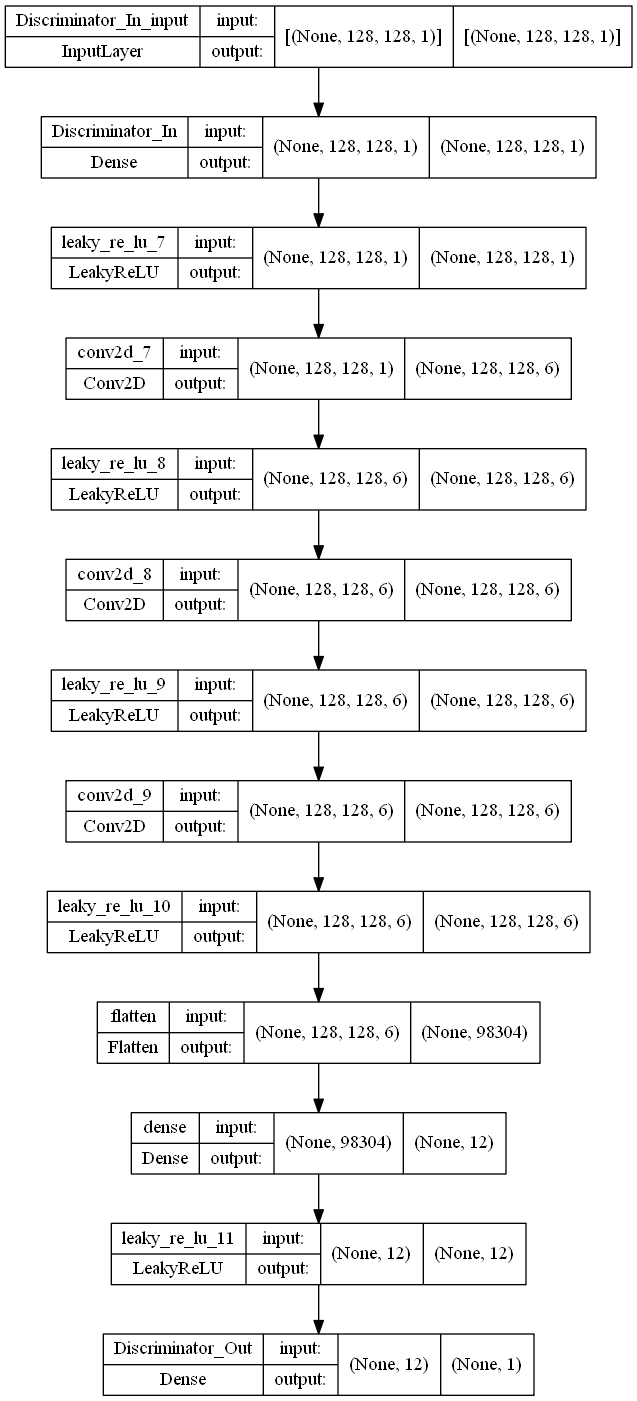 Discriminator_In_input input: [(None, 128, 128, 1)] [(None, 128, 128, 1)]
InputLayer output:
Discriminator_In input: (None, 128, 128, 1) (None, 128, 128, 1)
Dense output:
leaky_re_lu_7 input: (None, 128, 128, 1) (None, 128, 128, 1)
LeakyReLU output:
conv2d_7 input: (None, 128, 128, 1) (None, 128, 128, 6)
Conv2D output:
leaky_re_lu_8 input: (None, 128, 128, 6) (None, 128, 128, 6)
LeakyReLU output:
conv2d_8 input: (None, 128, 128, 6) (None, 128, 128, 6)
Conv2D output:
leaky_re_lu_9 input: (None, 128, 128, 6) (None, 128, 128, 6)
LeakyReLU output:
conv2d_9 input: (None, 128, 128, 6) (None, 128, 128, 6)
Conv2D output:
leaky_re_lu_10 input: (None, 128, 128, 6) (None, 128, 128, 6)
LeakyReLU output:
flatten input: (None, 128, 128, 6) (None, 98304)
Flatten output:
dense input: (None, 98304) (None, 12)
Dense output:
leaky_re_lu_11 input: (None, 12) (None, 12)
LeakyReLU output:
Discriminator_Out input: (None, 12) (None, 1)
Dense output: